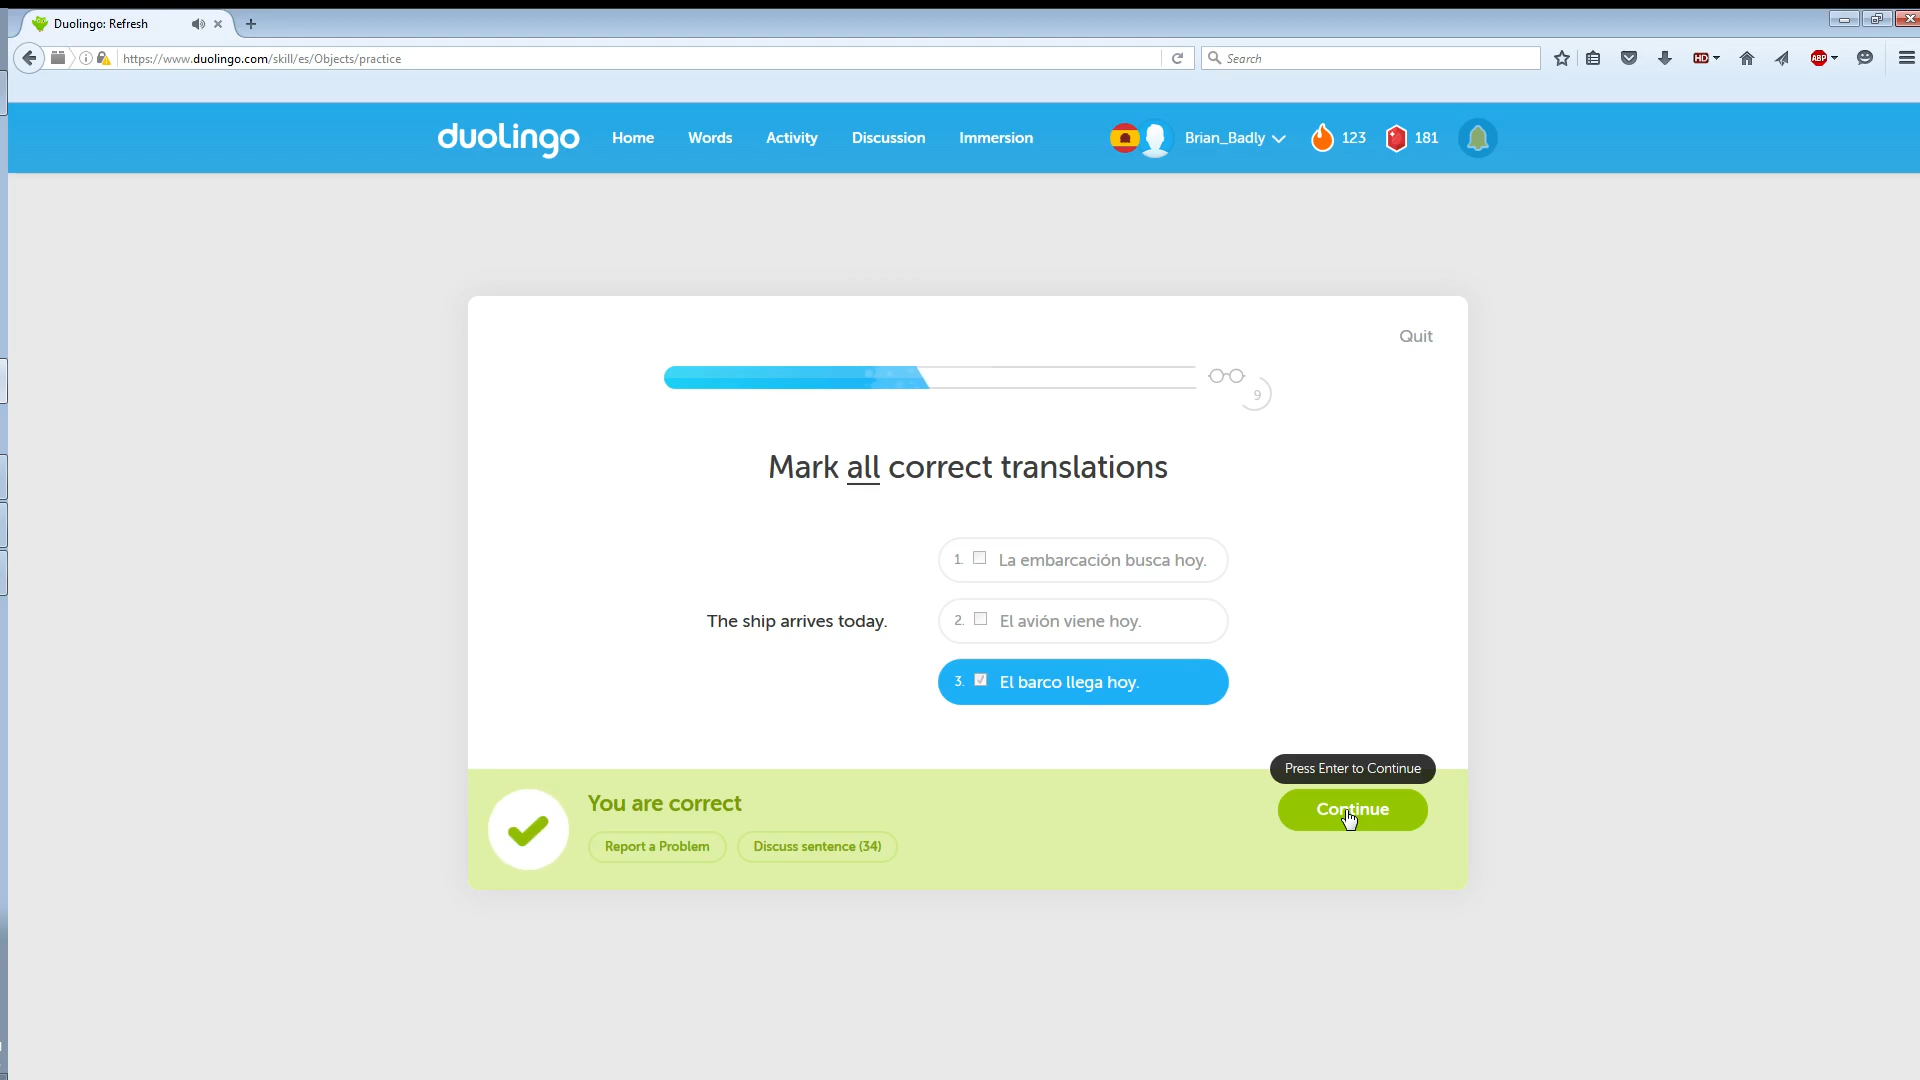 Duolingo: Refresh
https://www.duolingo.com/skill/es/Objects/practice
Search
HD
ABP
duolingo
Home
Words
Activity
Discussion
Immersion
Brian_Badly
123
181
Quit
9
Mark all correct translations
The ship arrives today.
1. La embarcación busca hoy.
2. El avión viene hoy.
3. El barco llega hoy.
Press Enter to Continue
You are correct
Continue
Report a Problem
Discuss sentence (34)